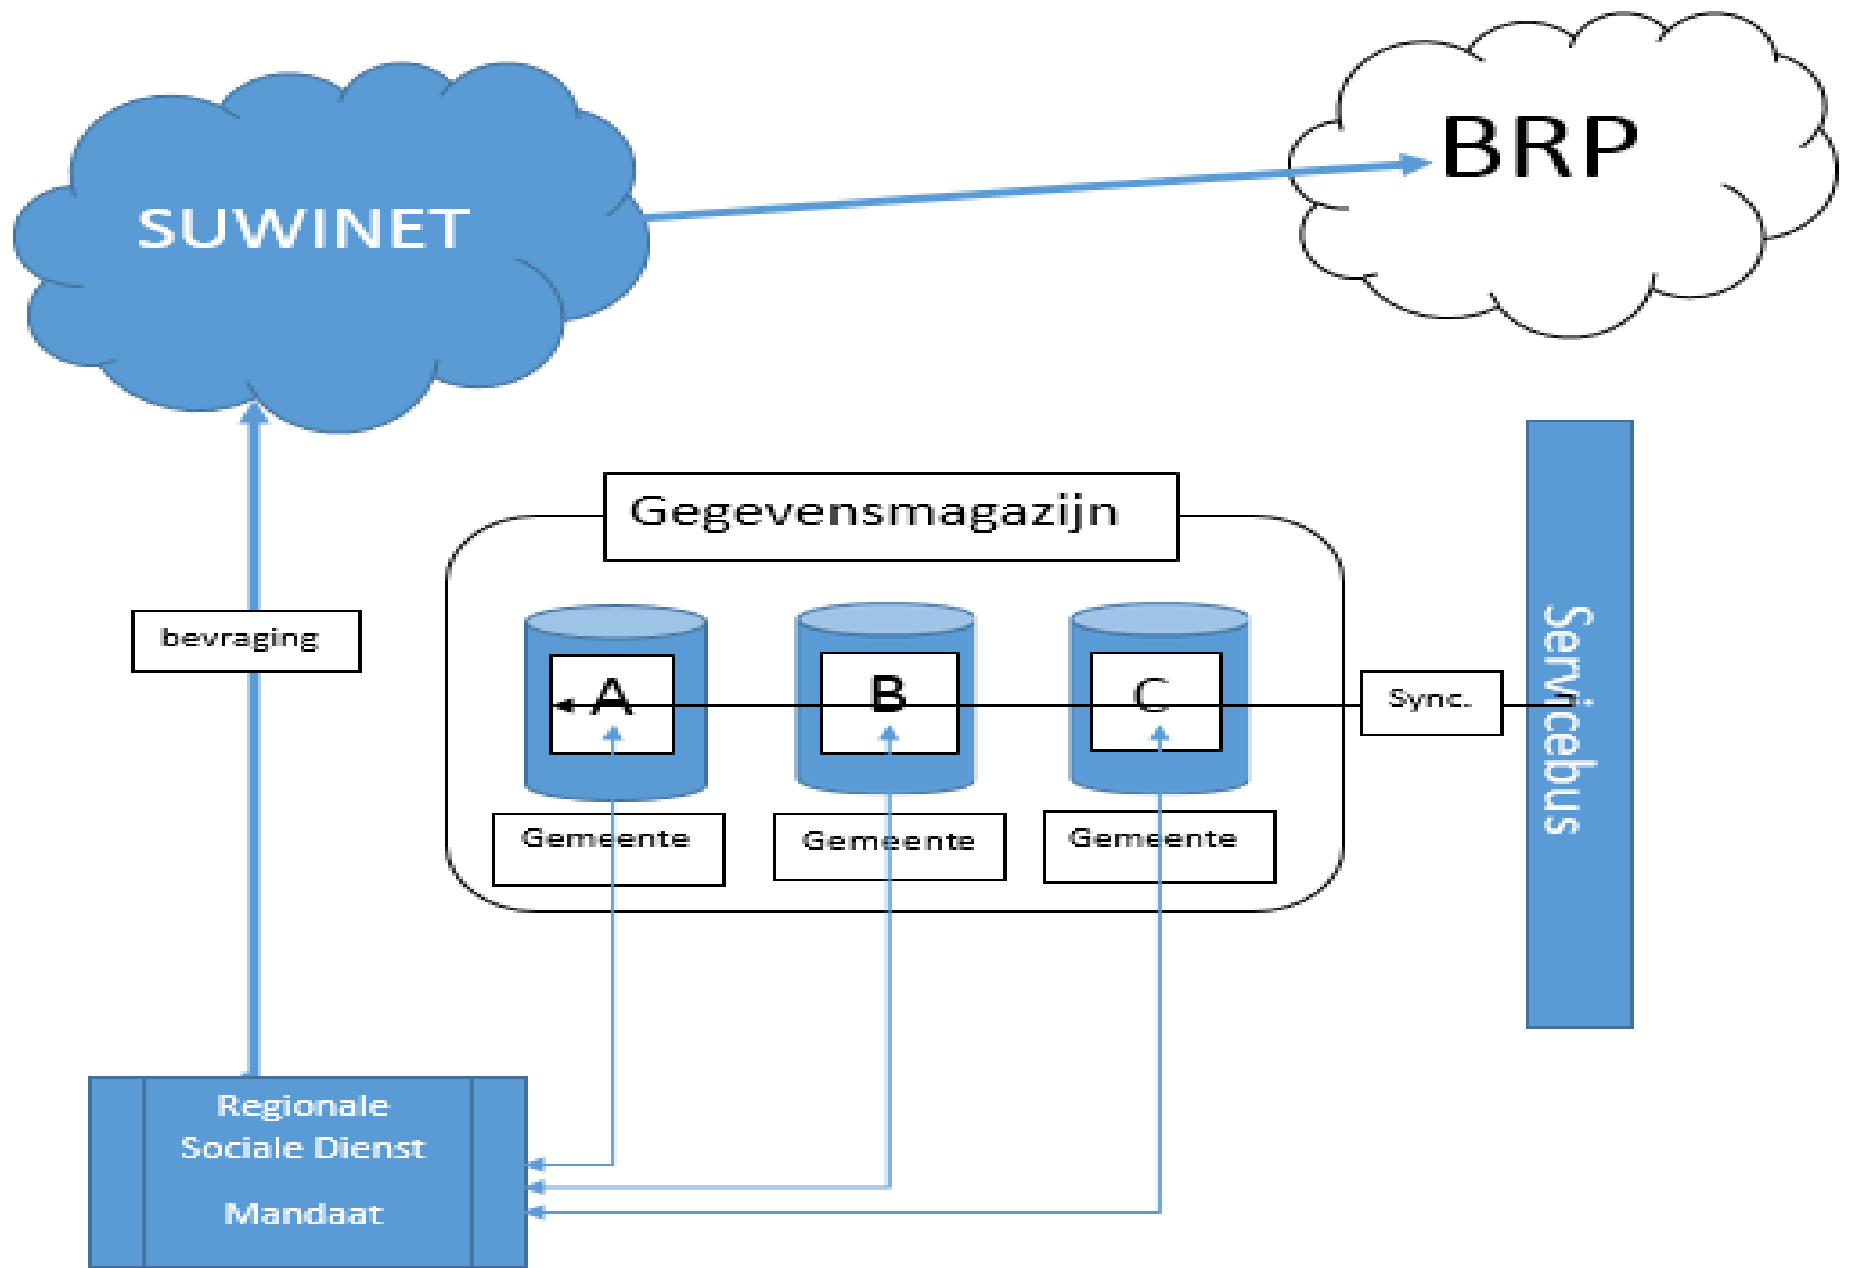 SUWINET
BRP
Gegevensmagazijn
bevraging
A
B
C
Sync.
Servicebus
Gemeente
Gemeente
Gemeente
Regionale
Sociale Dienst
Mandaat